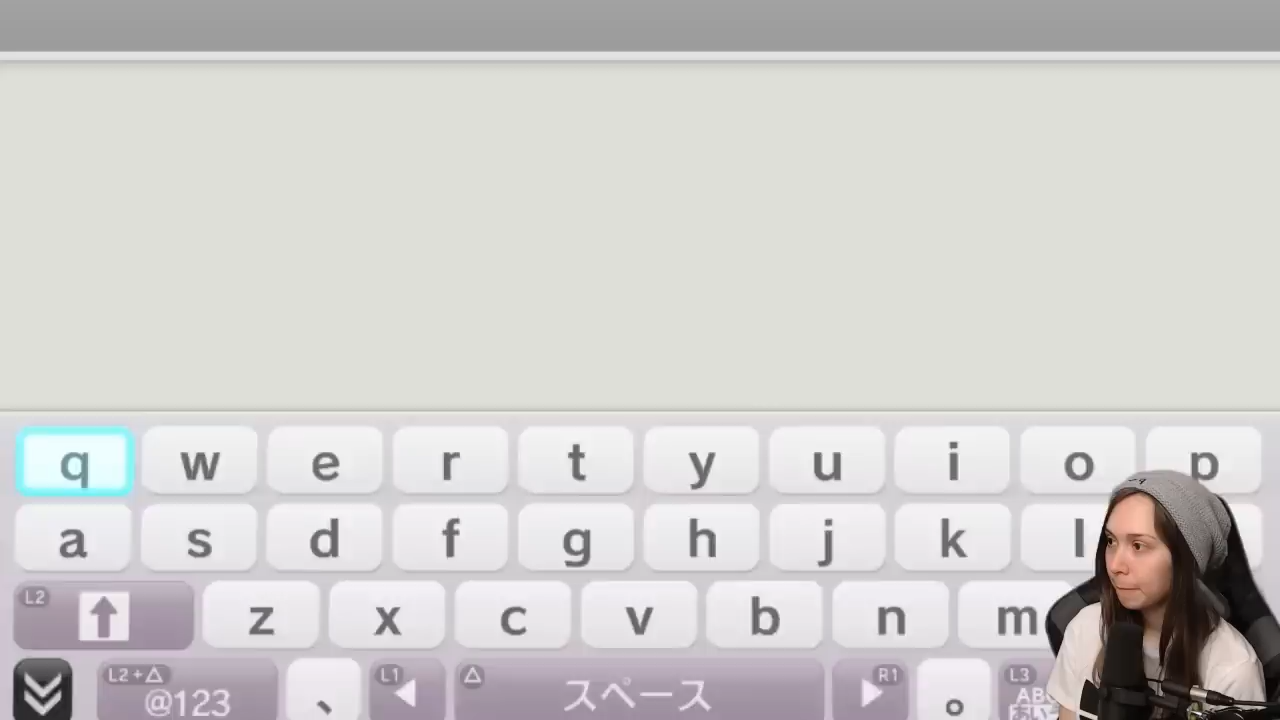 q w e r t y u i o p
a s d f g h j k l
L2 z x c v b n m
L2+△ L1 △ R1 L3
@123 、 スペース 。